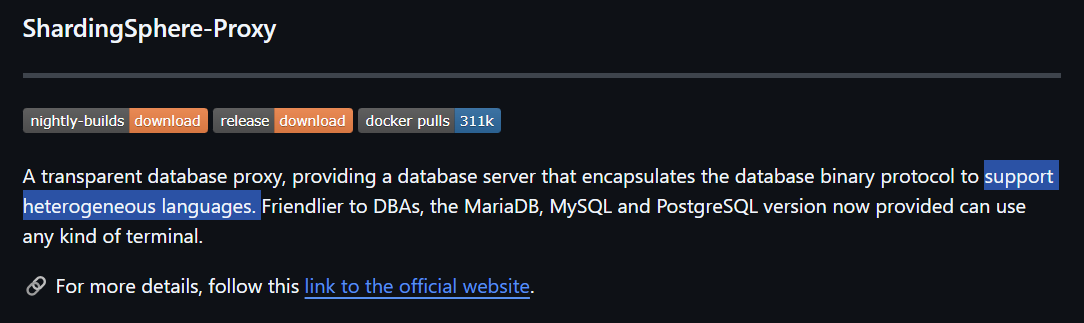 ShardingSphere-Proxy
nightly-builds download release download docker pulls 311k
A transparent database proxy, providing a database server that encapsulates the database binary protocol to support
heterogeneous languages. Friendlier to DBAs, the MariaDB, MySQL and PostgreSQL version now provided can use
any kind of terminal.
🔗 For more details, follow this link to the official website.